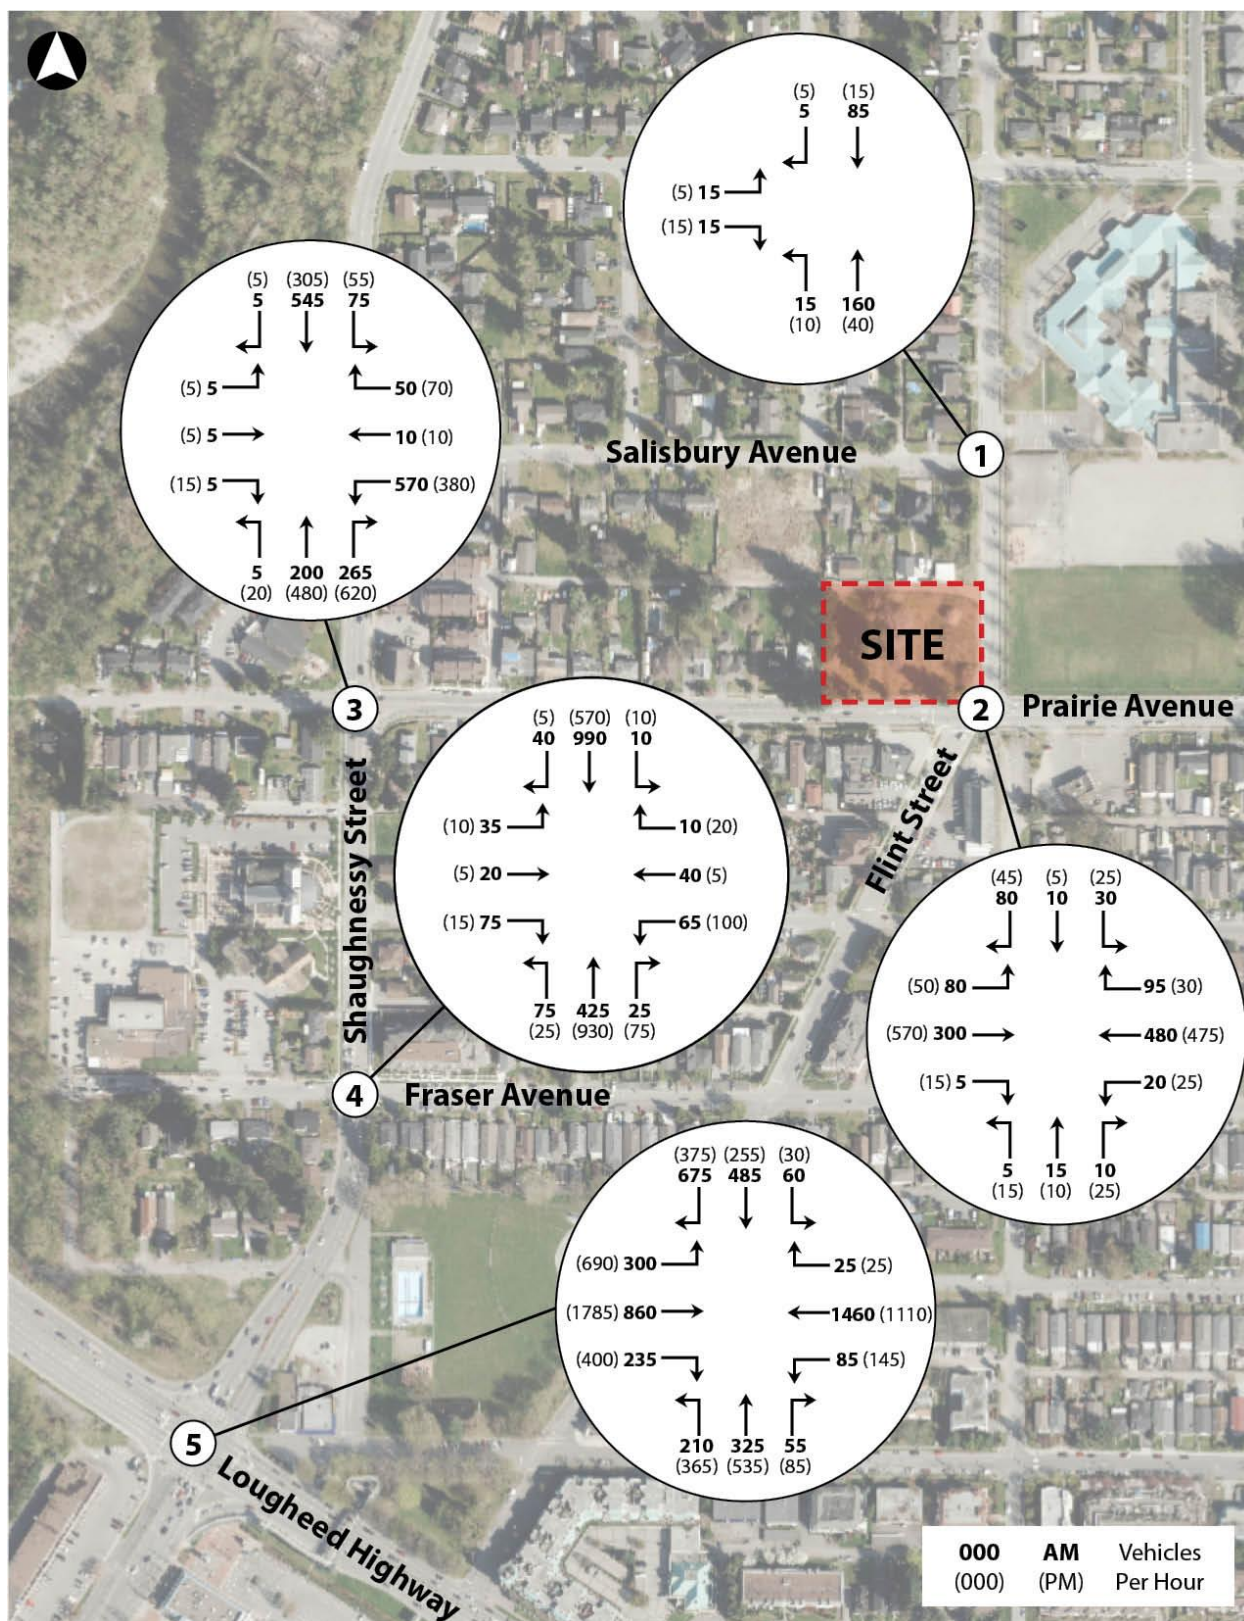 (5) (15)
5 85
(5) 15
(15) 15
15 160
(10) (40)
Salisbury Avenue
1
(5) (305) (55)
5 545 75
(5) 5 50 (70)
(5) 5 10 (10)
(15) 5 570 (380)
5 200 265
(20) (480) (620)
SITE
3
2
Prairie Avenue
Shaughnessy Street
Flint Street
(5) (570) (10)
40 990 10
(10) 35 10 (20)
(5) 20 40 (5)
(15) 75 65 (100)
75 425 25
(25) (930) (75)
4
Fraser Avenue
(45) (5) (25)
80 10 30
(50) 80 95 (30)
(570) 300 480 (475)
(15) 5 20 (25)
5 15 10
(15) (10) (25)
(375) (255) (30)
675 485 60
(690) 300 25 (25)
(1785) 860 1460 (1110)
(400) 235 85 (145)
210 325 55
(365) (535) (85)
5
Lougheed Highway
000 AM Vehicles
(000) (PM) Per Hour